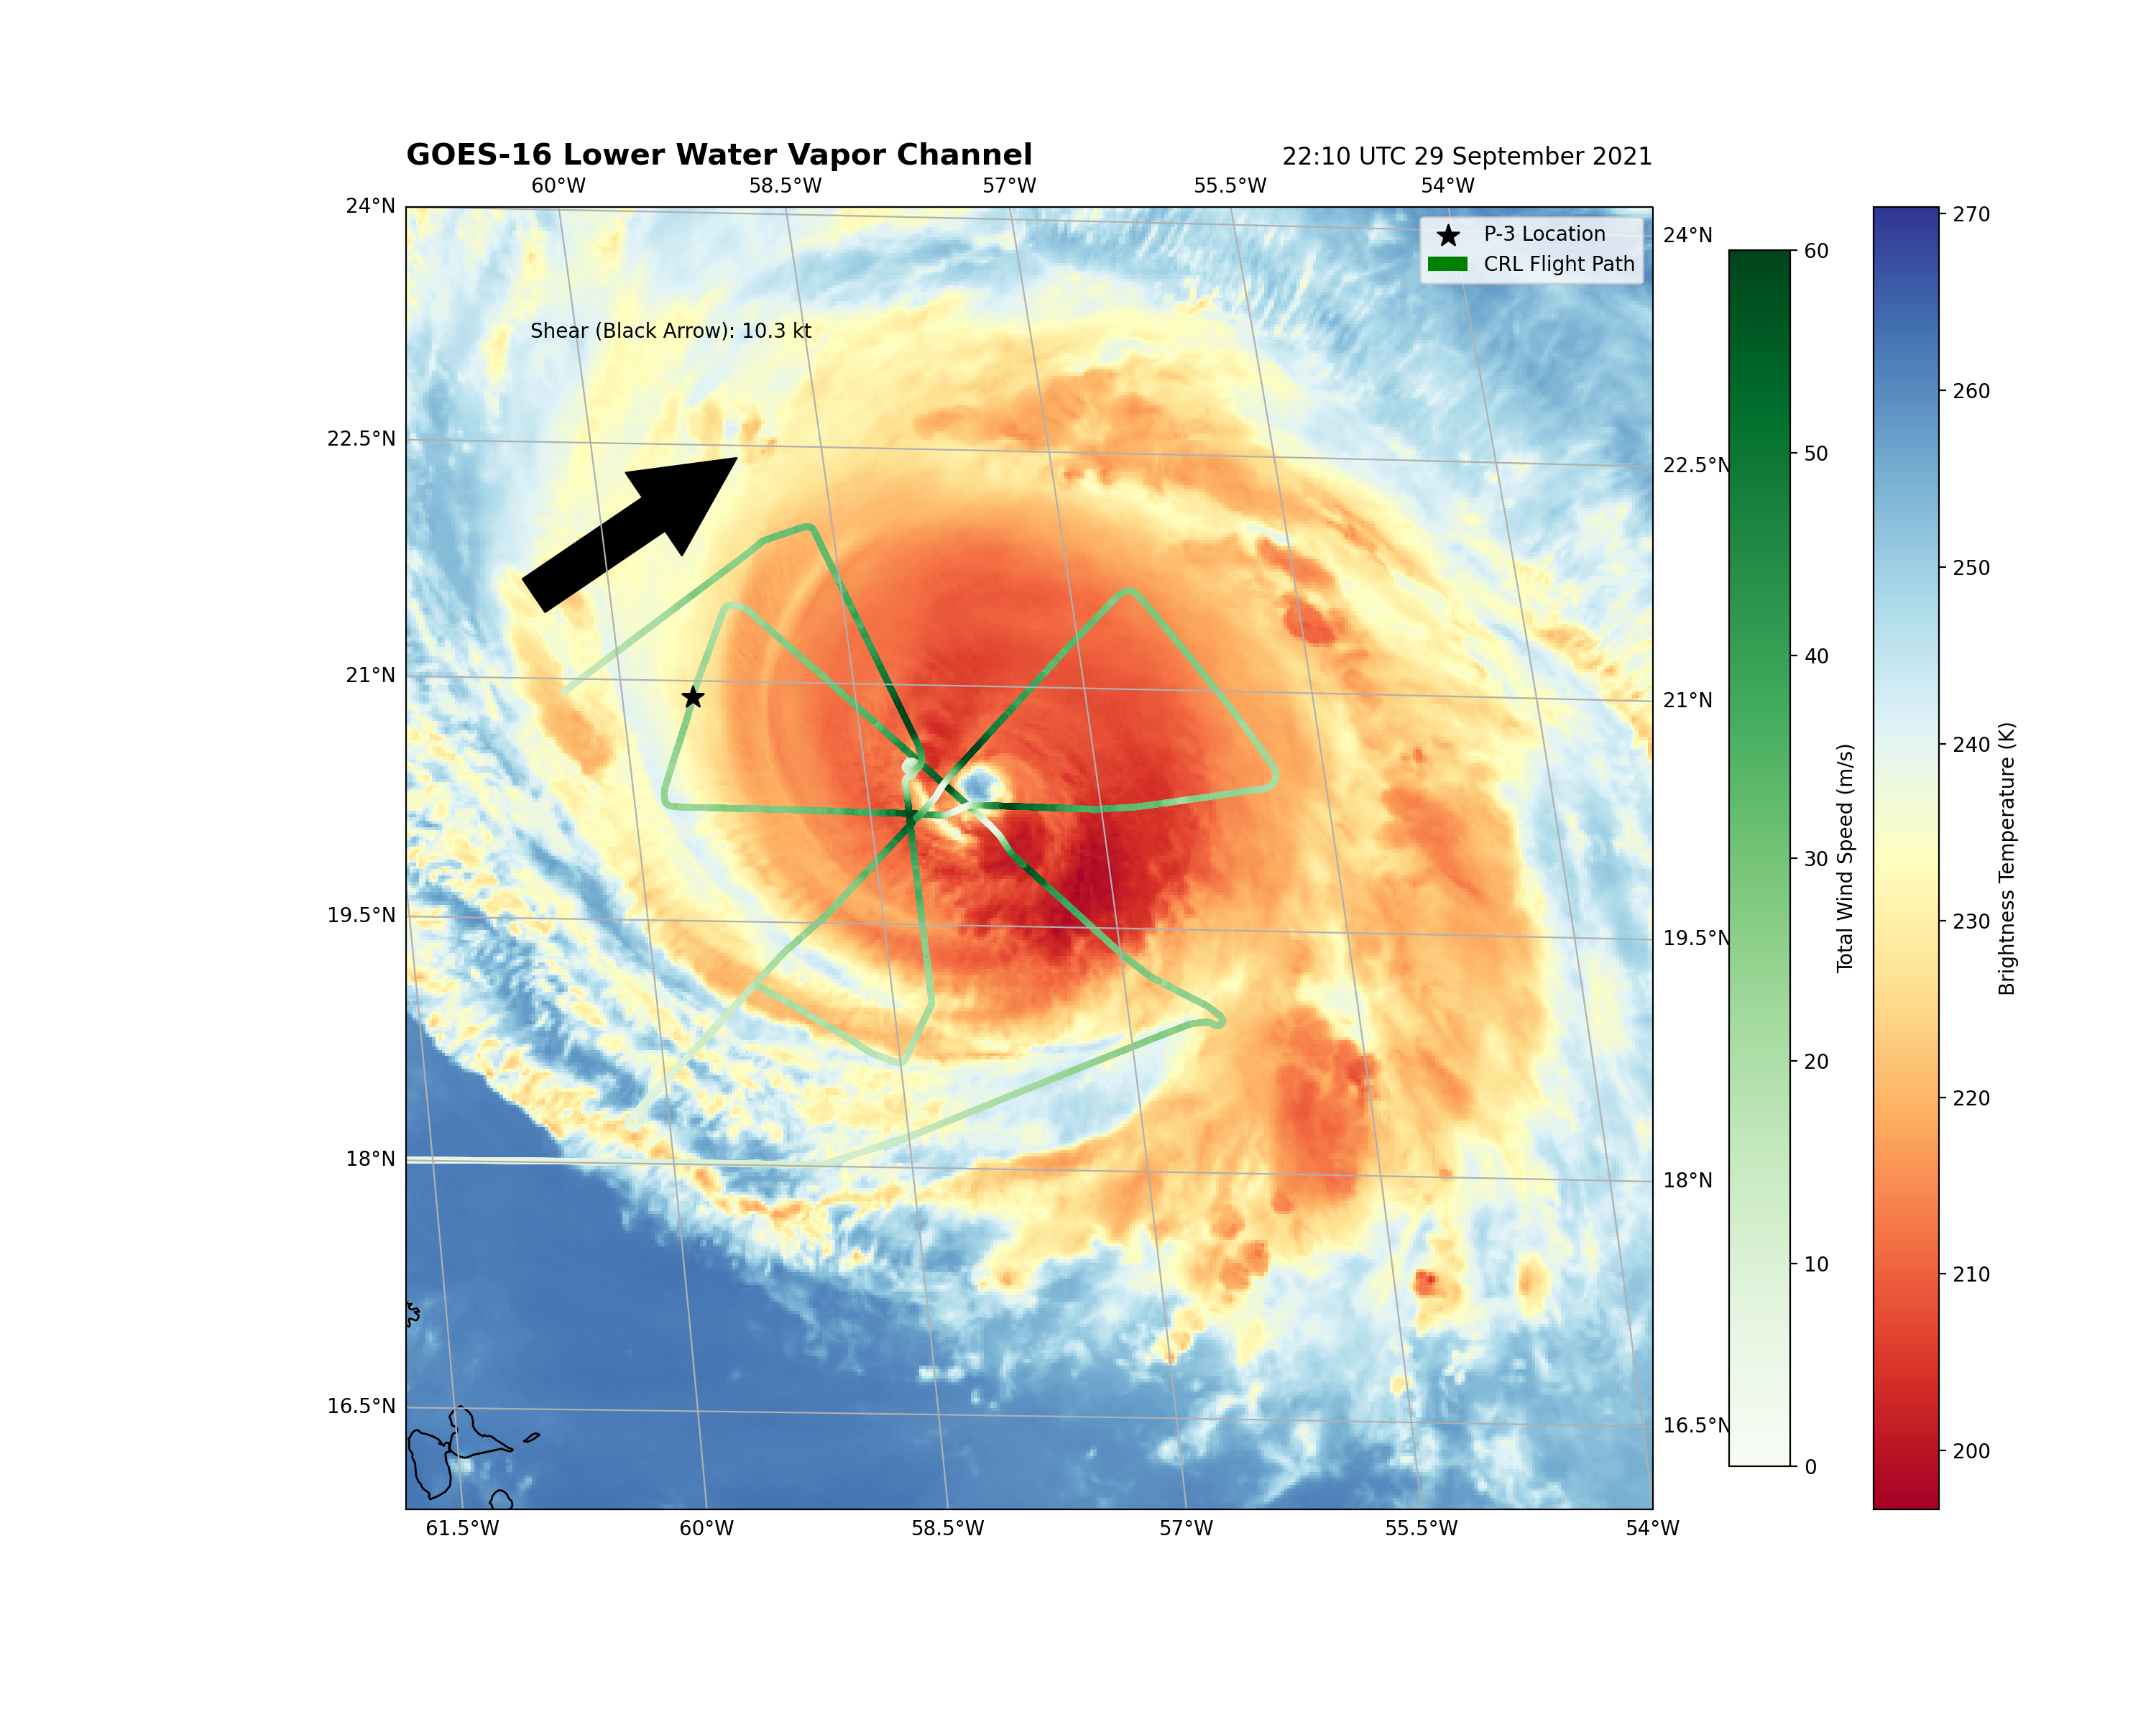 GOES-16 Lower Water Vapor Channel
22:10 UTC 29 September 2021
60°W 58.5°W 57°W 55.5°W 54°W
24°N
22.5°N
21°N
19.5°N
18°N
16.5°N
P-3 Location
CRL Flight Path
Shear (Black Arrow): 10.3 kt
24°N
22.5°N
21°N
19.5°N
18°N
16.5°N
61.5°W 60°W 58.5°W 57°W 55.5°W 54°W
60
50
40
30
20
10
0
Total Wind Speed (m/s)
270
260
250
240
230
220
210
200
Brightness Temperature (K)